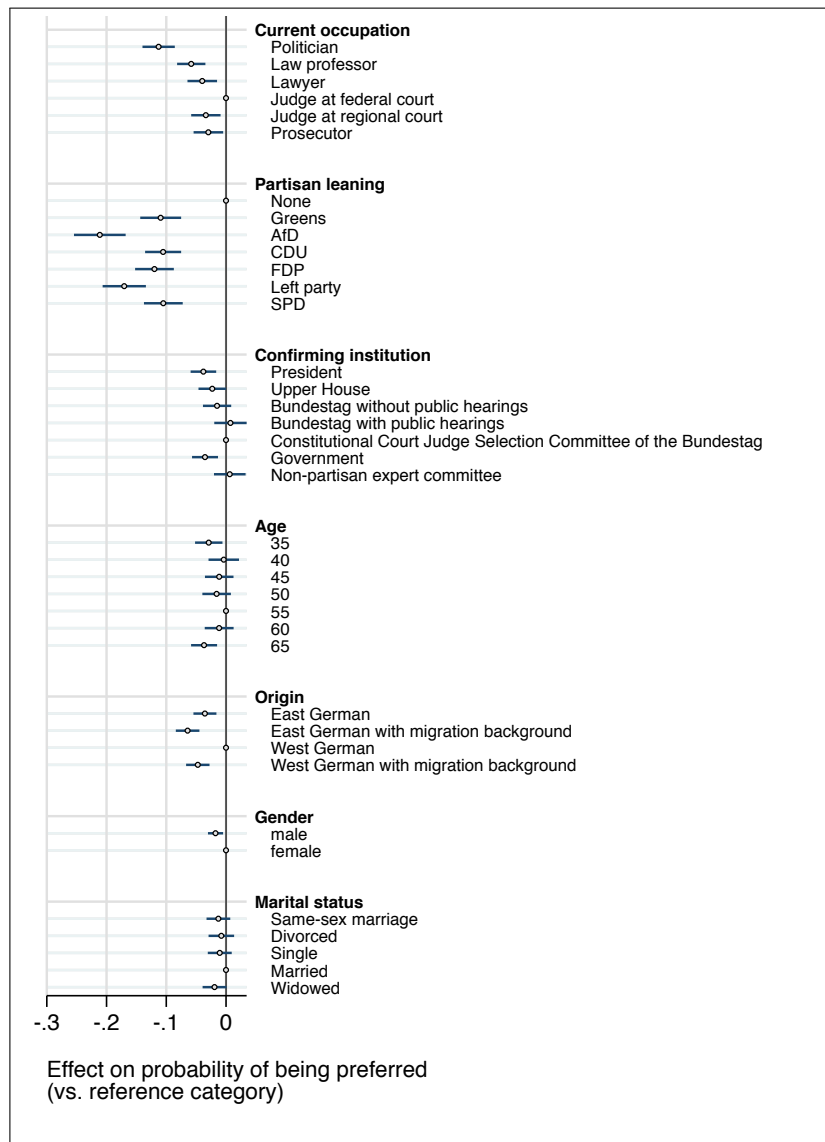 Current occupation
Politician
Law professor
Lawyer
Judge at federal court
Judge at regional court
Prosecutor
Partisan leaning
None
Greens
AfD
CDU
FDP
Left party
SPD
Confirming institution
President
Upper House
Bundestag without public hearings
Bundestag with public hearings
Constitutional Court Judge Selection Committee of the Bundestag
Government
Non-partisan expert committee
Age
35
40
45
50
55
60
65
Origin
East German
East German with migration background
West German
West German with migration background
Gender
male
female
Marital status
Same-sex marriage
Divorced
Single
Married
Widowed
-.3 -.2 -.1 0
Effect on probability of being preferred
(vs. reference category)